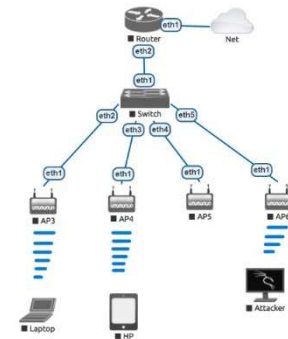 eth1
Router
Net
eth2
eth1
Switch
eth2
eth3
eth4
eth5
eth1
eth1
eth1
eth1
AP3
AP4
AP5
AP6
Laptop
HP
Attacker